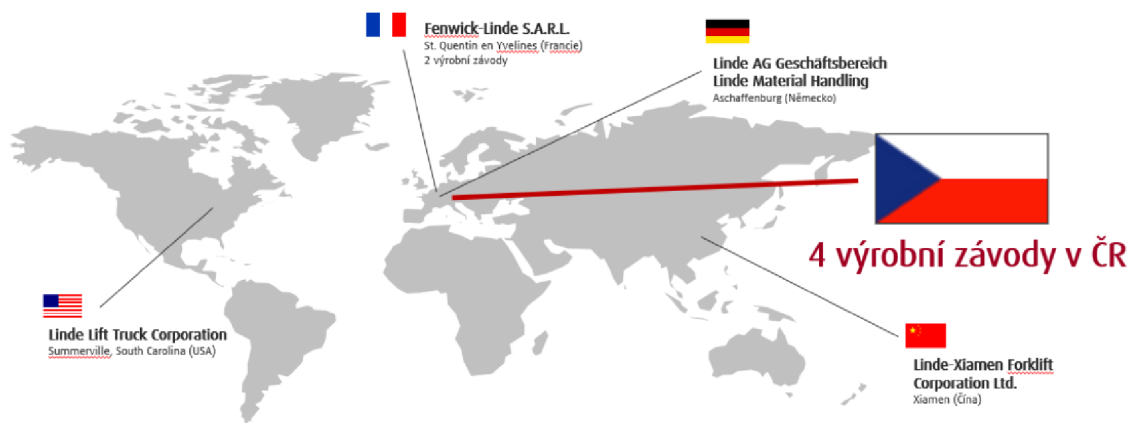 Fenwick-Linde S.A.R.L.
St. Quentin en Yvelines (Francie)
2 výrobní závody
Linde AG Geschäftsbereich
Linde Material Handling
Aschaffenburg (Německo)
4 výrobní závody v ČR
Linde Lift Truck Corporation
Summerville, South Carolina (USA)
Linde-Xiamen Forklift
Corporation Ltd.
Xiamen (Čína)